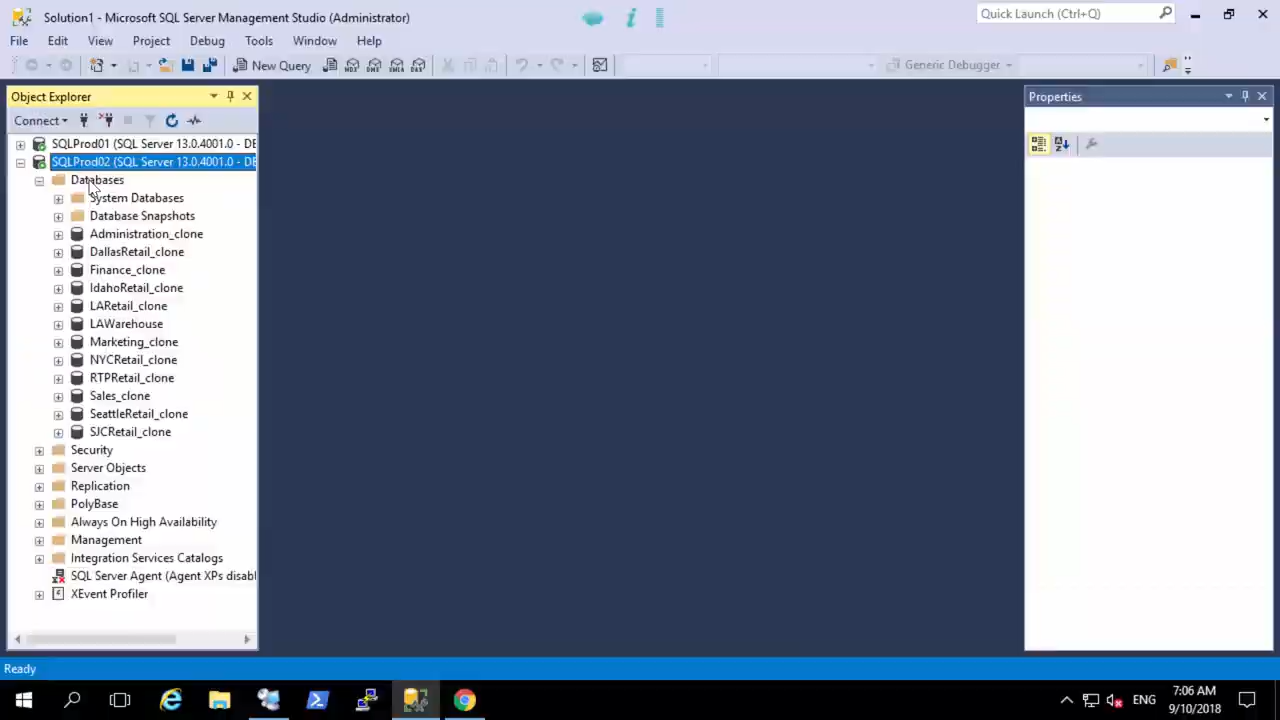 Solution1 - Microsoft SQL Server Management Studio (Administrator)
Quick Launch (Ctrl+Q)
File Edit View Project Debug Tools Window Help
New Query
MDX DMX XMLA DAX
Generic Debugger
Object Explorer
Properties
Connect
SQLProd01 (SQL Server 13.0.4001.0 - DE
SQLProd02 (SQL Server 13.0.4001.0 - DE
Databases
System Databases
Database Snapshots
Administration_clone
DallasRetail_clone
Finance_clone
IdahoRetail_clone
LARetail_clone
LAWarehouse
Marketing_clone
NYCRetail_clone
RTPRetail_clone
Sales_clone
SeattleRetail_clone
SJCRetail_clone
Security
Server Objects
Replication
PolyBase
Always On High Availability
Management
Integration Services Catalogs
SQL Server Agent (Agent XPs disabl
XEvent Profiler
Ready
ENG
7:06 AM
9/10/2018